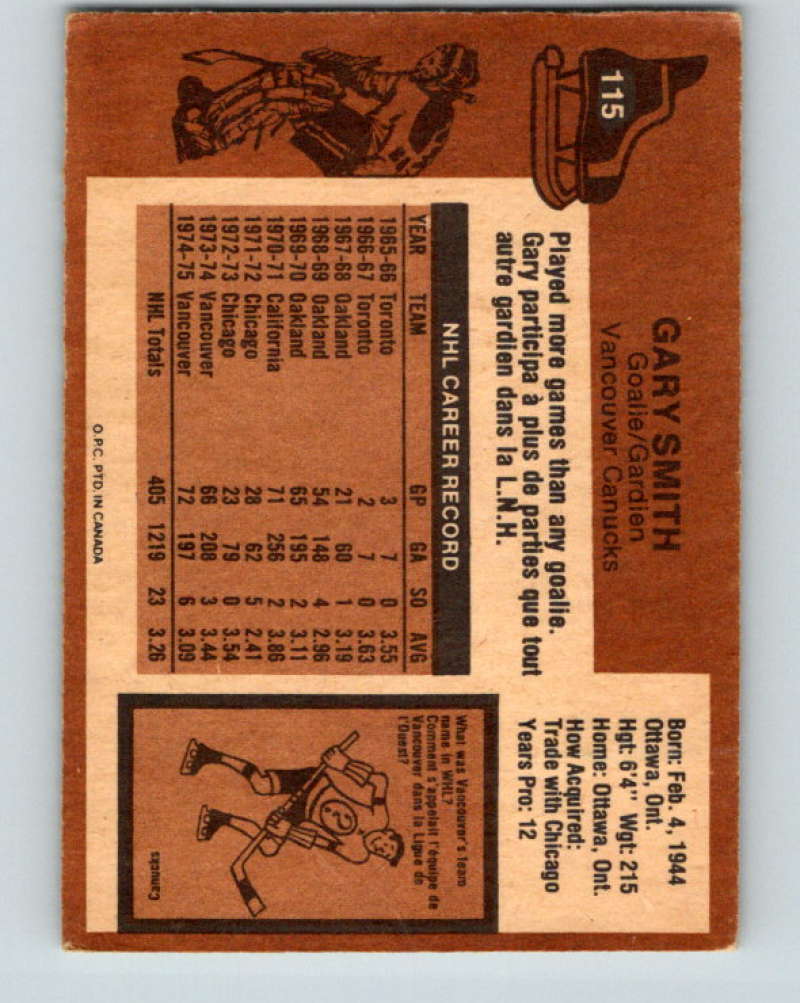 115
GARY SMITH
Goalie/Gardien
Vancouver Canucks
Played more games than any goalie.
Gary participa à plus de parties que tout
autre gardien dans la L.N.H.
Born: Feb. 4, 1944
Ottawa, Ont.
Hgt: 6'4" Wgt: 215
Home: Ottawa, Ont.
How Acquired:
Trade with Chicago
Years Pro: 12
NHL CAREER RECORD
YEAR TEAM GP GA SO AVG
1965-66 Toronto 3 7 0 3.55
1966-67 Toronto 2 7 0 3.63
1967-68 Oakland 21 60 1 3.19
1968-69 Oakland 54 148 4 2.96
1969-70 Oakland 65 195 2 3.11
1970-71 California 71 256 2 3.86
1971-72 Chicago 28 62 5 2.41
1972-73 Chicago 23 79 0 3.54
1973-74 Vancouver 66 208 3 3.44
1974-75 Vancouver 72 197 6 3.09
NHL Totals 405 1219 23 3.26
What was Vancouver's team
name in WHL?
Comment s'appelait l'équipe de
Vancouver dans la Ligue de
l'Ouest?
Canucks
O.P.C. PTD. IN CANADA